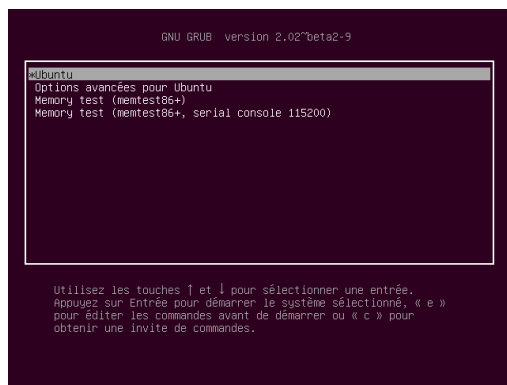 GNU GRUB version 2.02~beta2-9
*Ubuntu
Options avancées pour Ubuntu
Memory test (memtest86+)
Memory test (memtest86+, serial console 115200)
Utilisez les touches ↑ et ↓ pour sélectionner une entrée.
Appuyez sur Entrée pour démarrer le système sélectionné, « e »
pour éditer les commandes avant de démarrer ou « c » pour
obtenir une invite de commandes.